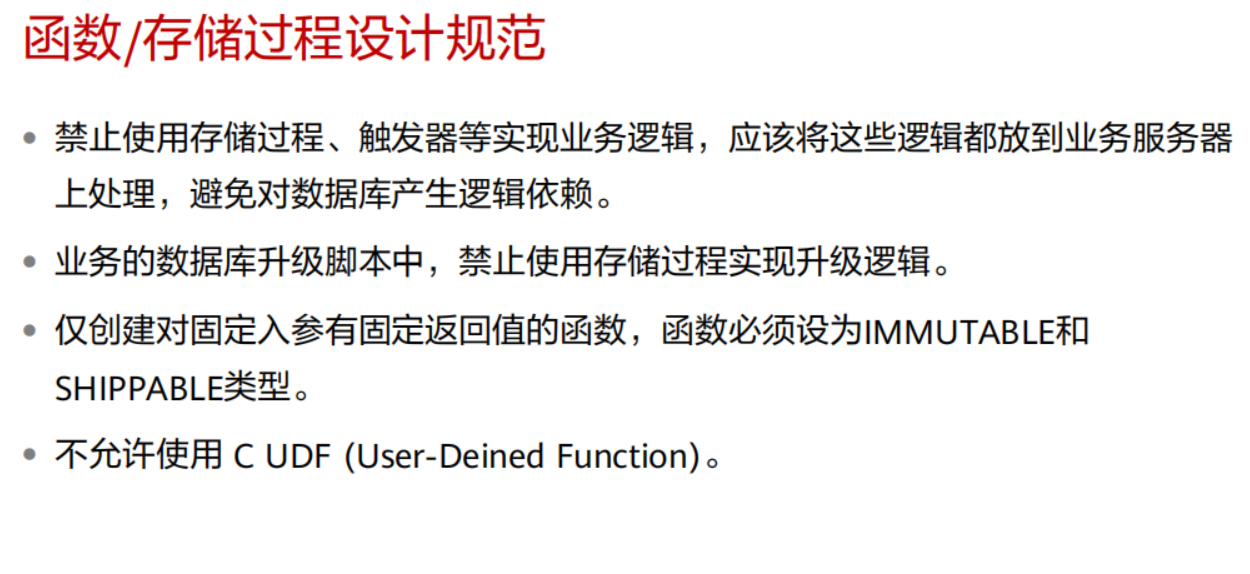 函数/存储过程设计规范
• 禁止使用存储过程、触发器等实现业务逻辑，应该将这些逻辑都放到业务服务器
上处理，避免对数据库产生逻辑依赖。
• 业务的数据库升级脚本中，禁止使用存储过程实现升级逻辑。
• 仅创建对固定入参有固定返回值的函数，函数必须设为IMMUTABLE和
SHIPPABLE类型。
• 不允许使用 C UDF (User-Deined Function)。